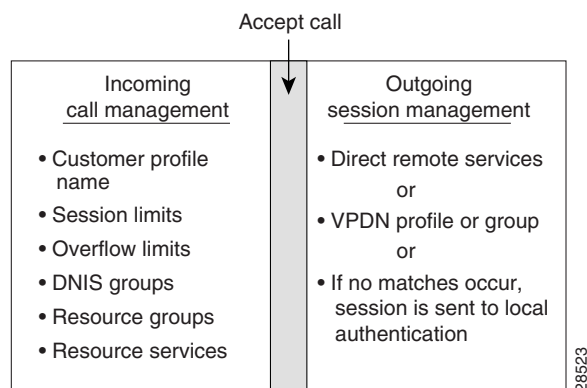 Accept call
Incoming
call management
• Customer profile
name
• Session limits
• Overflow limits
• DNIS groups
• Resource groups
• Resource services
Outgoing
session management
• Direct remote services
or
• VPDN profile or group
or
• If no matches occur,
session is sent to local
authentication
28523